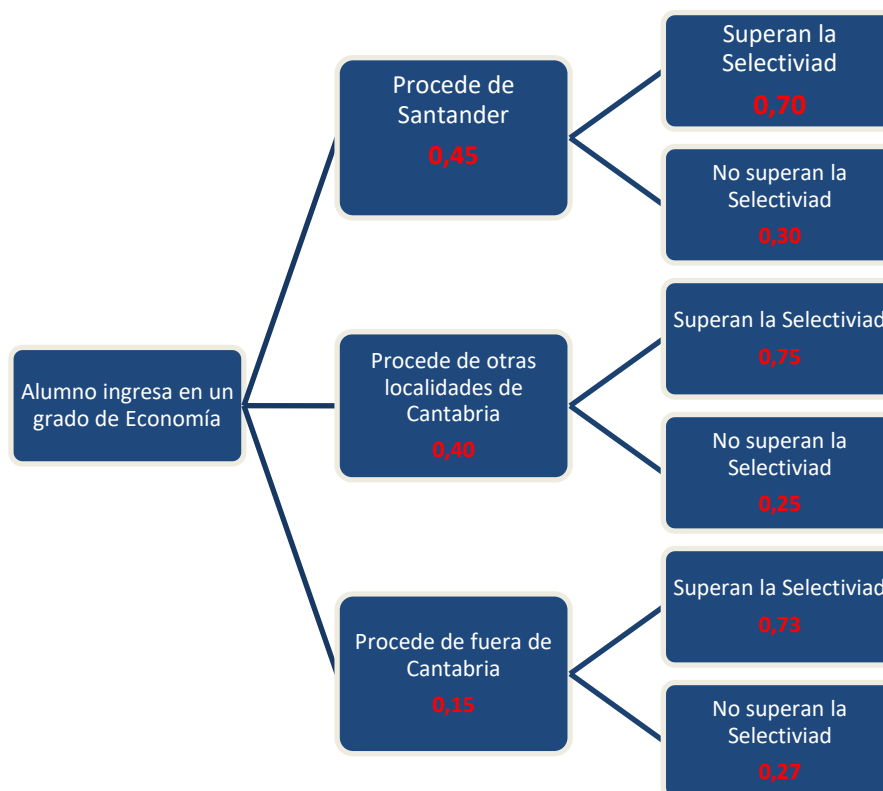 Alumno ingresa en un
grado de Economía
Procede de
Santander
0,45
Superan la
Selectiviad
0,70
No superan la
Selectiviad
0,30
Procede de otras
localidades de
Cantabria
0,40
Superan la Selectiviad
0,75
No superan la
Selectiviad
0,25
Procede de fuera de
Cantabria
0,15
Superan la Selectiviad
0,73
No superan la
Selectiviad
0,27